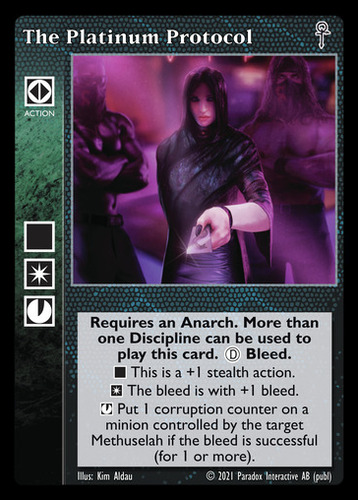 The Platinum Protocol
ACTION
Requires an Anarch. More than
one Discipline can be used to
play this card. Ⓓ Bleed.
This is a +1 stealth action.
The bleed is with +1 bleed.
Put 1 corruption counter on a
minion controlled by the target
Methuselah if the bleed is successful
(for 1 or more).
Illus: Kim Aldau © 2021 Paradox Interactive AB (publ)